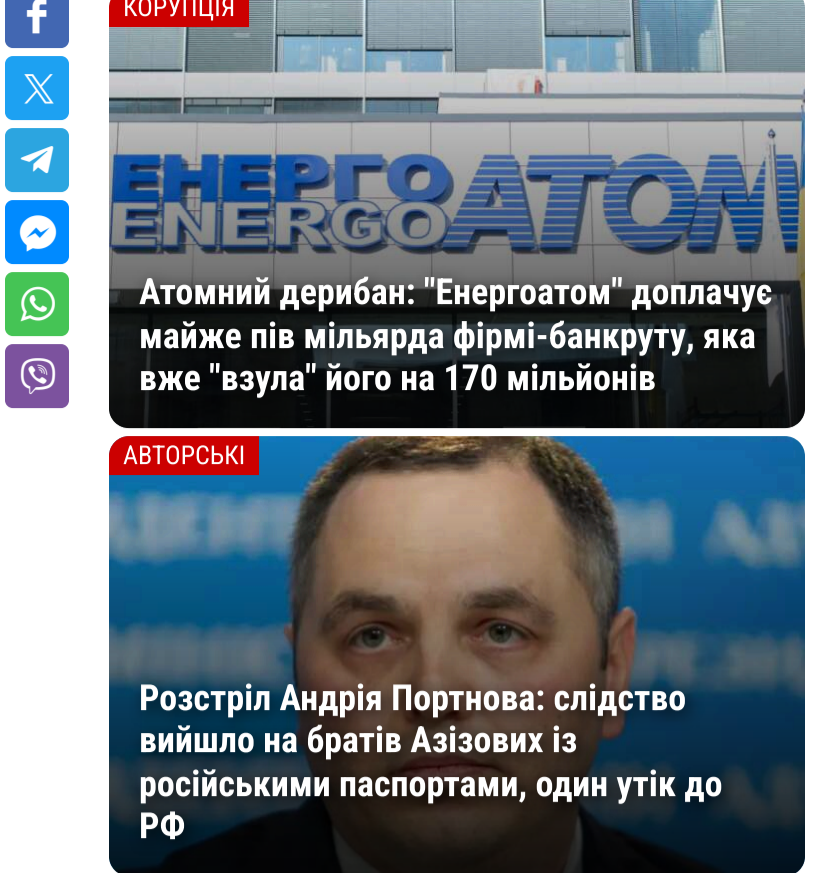 КОРУПЦІЯ
ЕНЕРГО
ENERGO
АТОМ
Атомний дерибан: "Енергоатом" доплачує
майже пів мільярда фірмі-банкруту, яка
вже "взула" його на 170 мільйонів
АВТОРСЬКІ
Розстріл Андрія Портнова: слідство
вийшло на братів Азізових із
російськими паспортами, один утік до
РФ